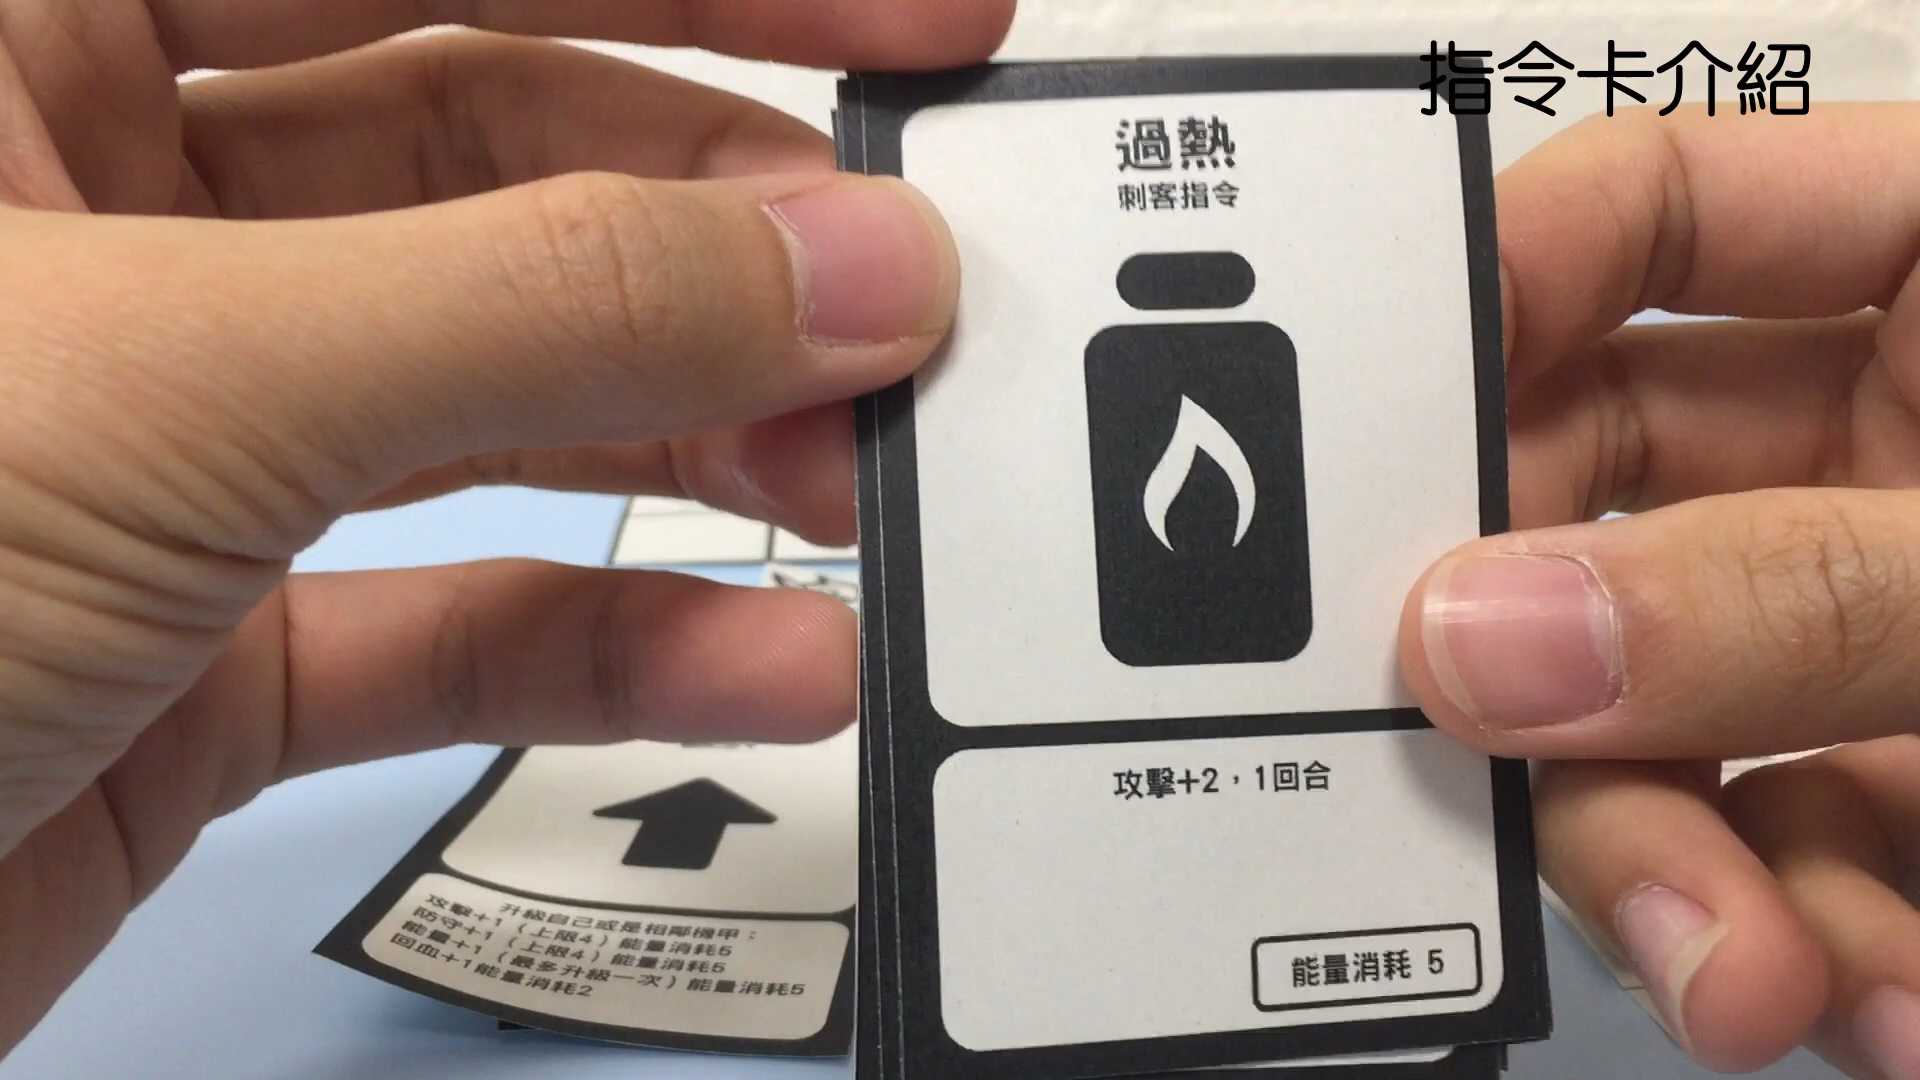 指令卡介紹
過熱
刺客指令
攻擊+2，1回合
能量消耗 5
升級自己或是相鄰機甲：
攻擊+1（上限4）能量消耗5
防守+1（上限4）能量消耗5
能量+1（最多升級一次）能量消耗5
回血+1能量消耗2